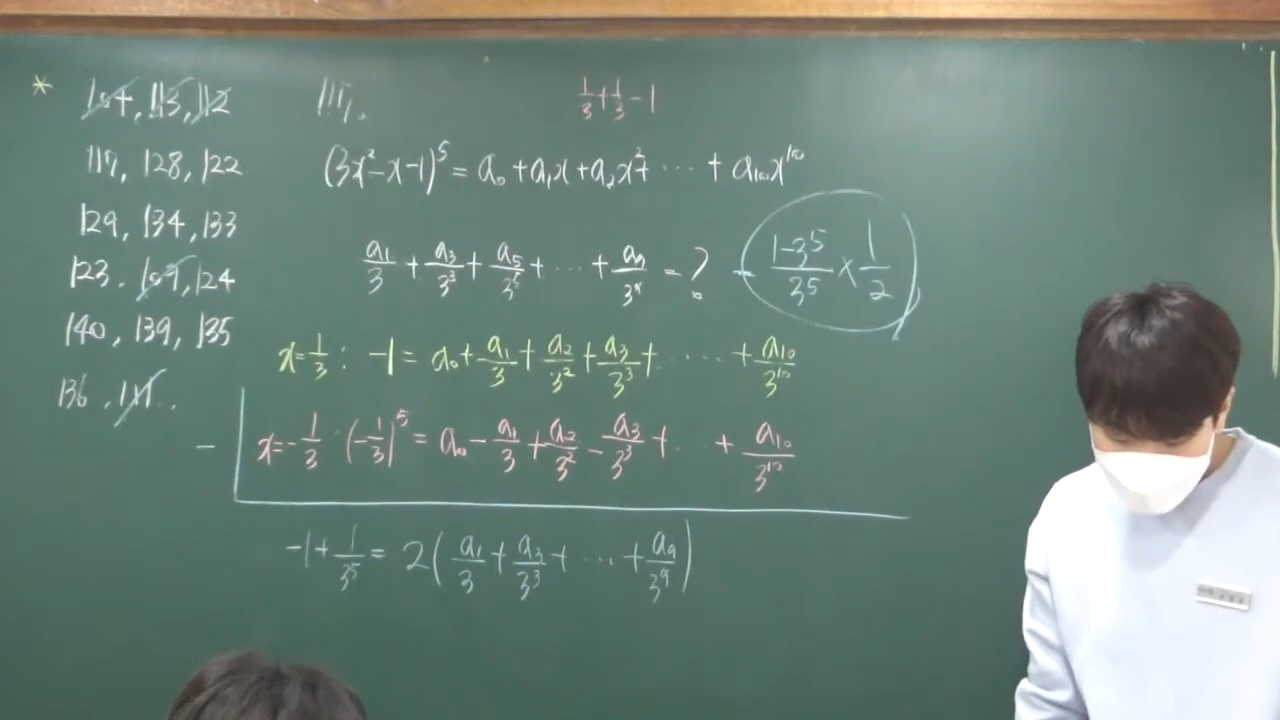 * 104, 113, 112
117, 128, 122
129, 134, 133
123. 109, 124
140, 139, 135
136, 111.
117.
1/3 + 1/3 - 1
(3x²-x-1)⁵ = a₀ + a₁x + a₂x² + ⋯ + a₁₀x¹⁰
a₁/3 + a₃/3³ + a₅/3⁵ + ⋯ + a₉/3⁹ = ? (1-3⁵)/3⁵ × 1/2
x=1/3 : -1 = a₀ + a₁/3 + a₂/3² + a₃/3³ + ⋯ + a₁₀/3¹⁰
- x=-1/3 (-1/3)⁵ = a₀ - a₁/3 + a₂/3² - a₃/3³ + ⋯ + a₁₀/3¹⁰
-1 + 1/3⁵ = 2(a₁/3 + a₃/3³ + ⋯ + a₉/3⁹)